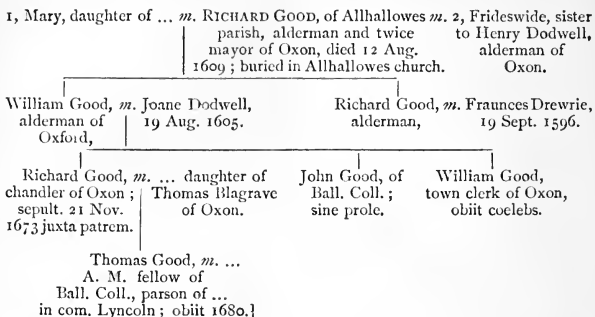 1, Mary, daughter of ... m. RICHARD GOOD, of Allhallowes m. 2, Frideswide, sister
parish, alderman and twice to Henry Dodwell,
mayor of Oxon, died 12 Aug. alderman of
1609 ; buried in Allhallowes church. Oxon.
William Good, m. Joane Dodwell, Richard Good, m. Fraunces Drewrie,
alderman of 19 Aug. 1605. alderman, 19 Sept. 1596.
Oxford,
Richard Good, m. ... daughter of John Good, of William Good,
chandler of Oxon ; Thomas Blagrave Ball. Coll. ; town clerk of Oxon,
sepult. 21 Nov. of Oxon. sine prole. obiit coelebs.
1673 juxta patrem.
Thomas Good, m. ...
A. M. fellow of
Ball. Coll., parson of ...
in com. Lyncoln ; obiit 1680.}